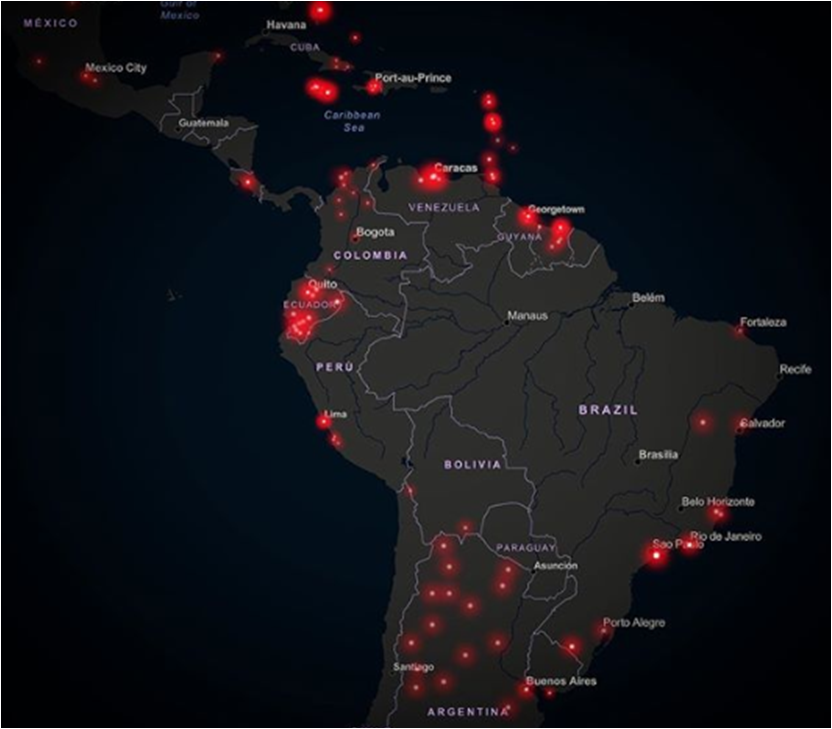 Gulf of
Mexico
MÉXICO
Havana
CUBA
Mexico City
Port-au-Prince
Caribbean
Sea
Guatemala
Caracas
VENEZUELA
Georgetown
GUYANA
Bogota
COLOMBIA
Quito
ECUADOR
Belém
Manaus
Fortaleza
PERÚ
Recife
Lima
BRAZIL
Salvador
Brasilia
BOLIVIA
Belo Horizonte
Rio de Janeiro
Sao Paulo
PARAGUAY
Asunción
Porto Alegre
Santiago
Buenos Aires
ARGENTINA